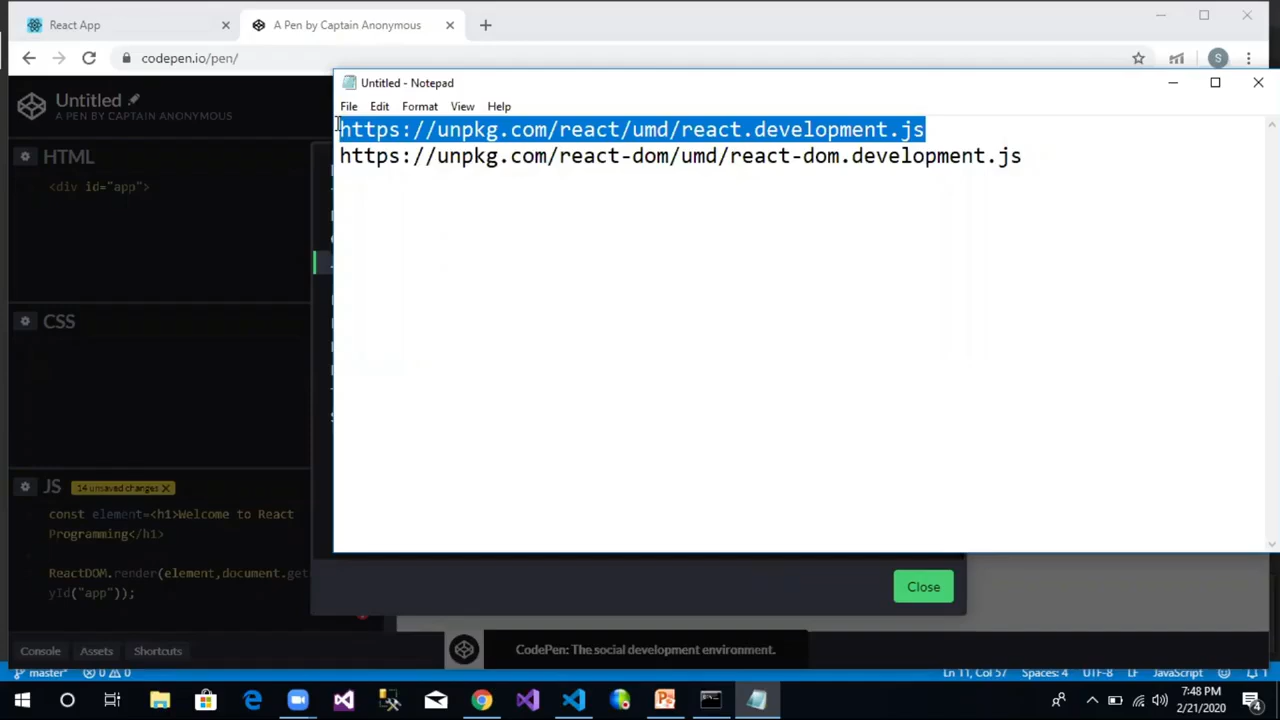 React App
A Pen by Captain Anonymous
codepen.io/pen/
S
Untitled
A PEN BY CAPTAIN ANONYMOUS
Untitled - Notepad
File Edit Format View Help
https://unpkg.com/react/umd/react.development.js
https://unpkg.com/react-dom/umd/react-dom.development.js
HTML
<div id="app">
CSS
JS 14 unsaved changes
const element=<h1>Welcome to React
Programming</h1>
ReactDOM.render(element,document.get
yId("app"));
Close
Console Assets Shortcuts
CodePen: The social development environment.
master* 0 0
Ln 11, Col 57 Spaces: 4 UTF-8 LF JavaScript 1
7:48 PM
2/21/2020
4